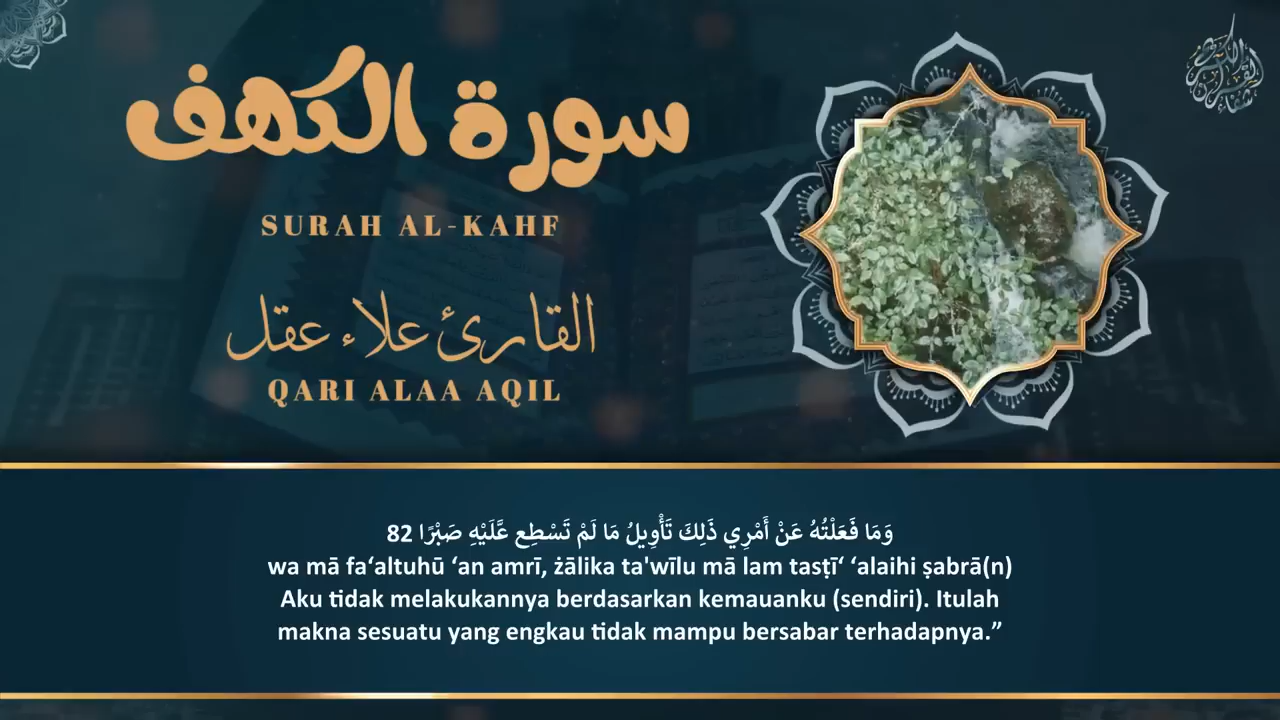 سورة الكهف
SURAH AL-KAHF
القارئ علاء عقل
QARI ALAA AQIL
وَمَا فَعَلْتُهُ عَنْ أَمْرِي ذَلِكَ تَأْوِيلُ مَا لَمْ تَسْطِع عَّلَيْهِ صَبْرًا 82
wa mā fa‘altuhū ‘an amrī, żālika ta'wīlu mā lam tasṭī‘ ‘alaihi ṣabrā(n)
Aku tidak melakukannya berdasarkan kemauanku (sendiri). Itulah
makna sesuatu yang engkau tidak mampu bersabar terhadapnya.”